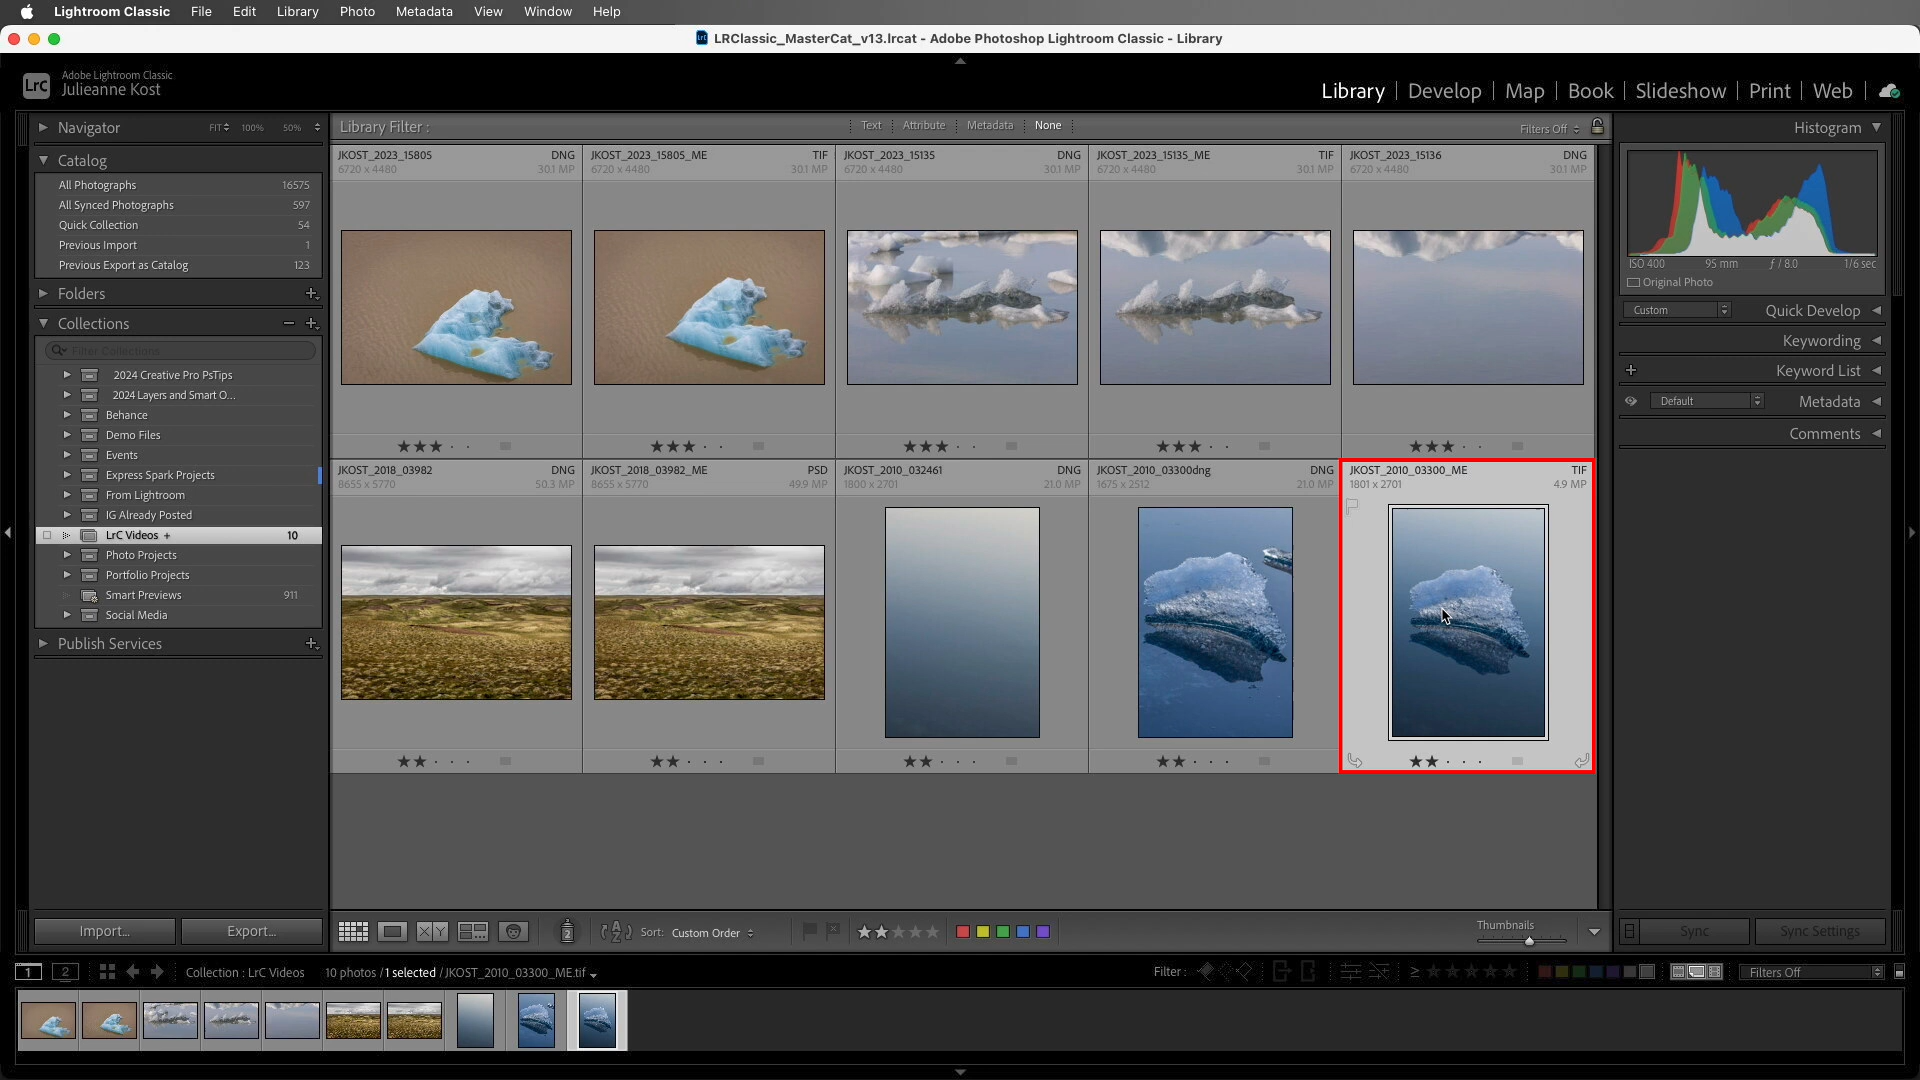 Lightroom Classic File Edit Library Photo Metadata View Window Help
LRClassic_MasterCat_v13.lrcat - Adobe Photoshop Lightroom Classic - Library
LrC Adobe Lightroom Classic
Julieanne Kost
Library Develop Map Book Slideshow Print Web
Navigator FIT 100% 50%
Catalog
All Photographs 16575
All Synced Photographs 597
Quick Collection 54
Previous Import 1
Previous Export as Catalog 123
Folders
Collections
Filter Collections
2024 Creative Pro PsTips
2024 Layers and Smart O...
Behance
Demo Files
Events
Express Spark Projects
From Lightroom
IG Already Posted
LrC Videos + 10
Photo Projects
Portfolio Projects
Smart Previews 911
Social Media
Publish Services
Import... Export...
Library Filter : Text Attribute Metadata None Filters Off
JKOST_2023_15805 DNG
6720 x 4480 30.1 MP
JKOST_2023_15805_ME TIF
6720 x 4480 30.1 MP
JKOST_2023_15135 DNG
6720 x 4480 30.1 MP
JKOST_2023_15135_ME TIF
6720 x 4480 30.1 MP
JKOST_2023_15136 DNG
6720 x 4480 30.1 MP
JKOST_2018_03982 DNG
8655 x 5770 50.3 MP
JKOST_2018_03982_ME PSD
8655 x 5770 49.9 MP
JKOST_2010_032461 DNG
1800 x 2701 21.0 MP
JKOST_2010_03300dng DNG
1675 x 2512 21.0 MP
JKOST_2010_03300_ME TIF
1801 x 2701 4.9 MP
XY Sort: Custom Order Thumbnails
Histogram
ISO 400 95 mm ƒ / 8.0 1/6 sec
Original Photo
Custom Quick Develop
Keywording
Keyword List
Default Metadata
Comments
Sync Sync Settings
1 2 Collection : LrC Videos 10 photos / 1 selected / JKOST_2010_03300_ME.tif Filter : Filters Off